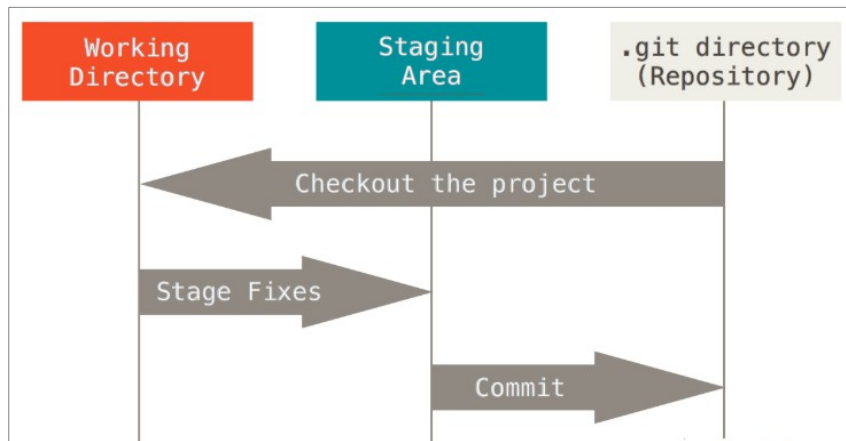 Working
Directory
Staging
Area
.git directory
(Repository)
Checkout the project
Stage Fixes
Commit